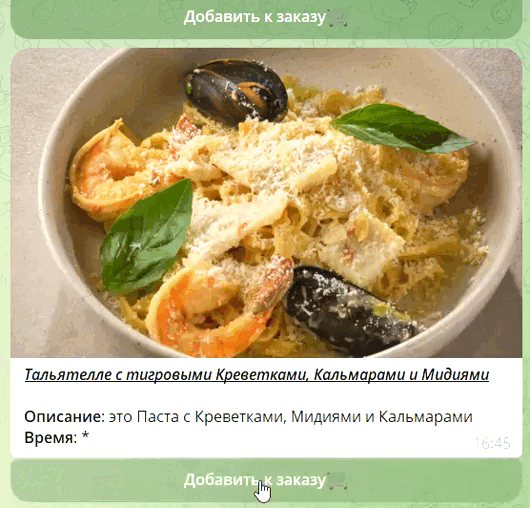 Добавить к заказу🛒
Тальятелле с тигровыми Креветками, Кальмарами и Мидиями
Описание: это Паста с Креветками, Мидиями и Кальмарами
Время: *
16:45
Добавить к заказу🛒